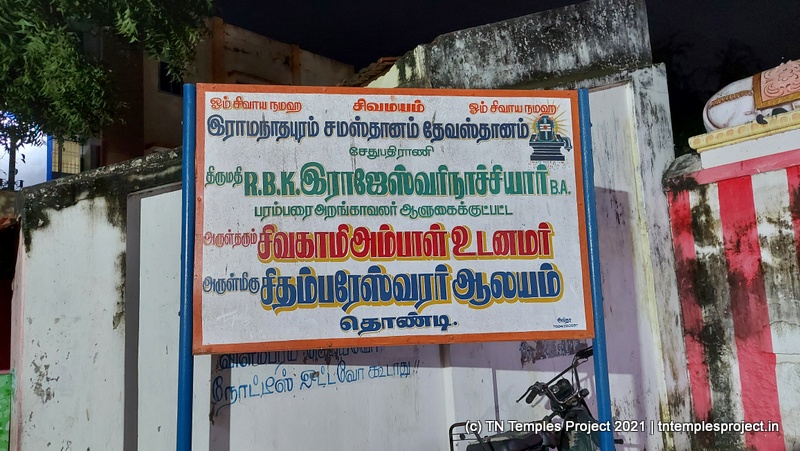 ஓம் சிவாய நமஹ சிவமயம் ஓம் சிவாய நமஹ
இராமநாதபுரம் சமஸ்தானம் தேவஸ்தானம்
சேதுபதிராணி
திருமதி R.B.K.இராஜேஸ்வரிநாச்சியார் B.A.
பரம்பரை அறங்காவலர் ஆளுகைக்குட்பட்ட
அருள்தரும் சிவகாமிஅம்பாள் உடனமர்
அருள்மிகு சிதம்பரேஸ்வரர் ஆலயம்
தொண்டி.
விளம்பரம்
நோட்டீஸ் ஒட்டவோ கூடாது
(c) TN Temples Project 2021 | tntemplesproject.in